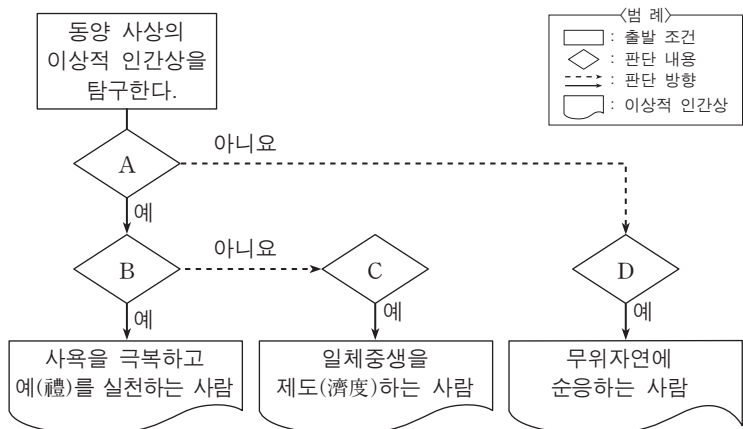 동양 사상의
이상적 인간상을
탐구한다.
〈범 례〉
: 출발 조건
: 판단 내용
: 판단 방향
: 이상적 인간상
A
아니요
예
B
아니요
C
D
예
예
예
사욕을 극복하고
예(禮)를 실천하는 사람
일체중생을
제도(濟度)하는 사람
무위자연에
순응하는 사람